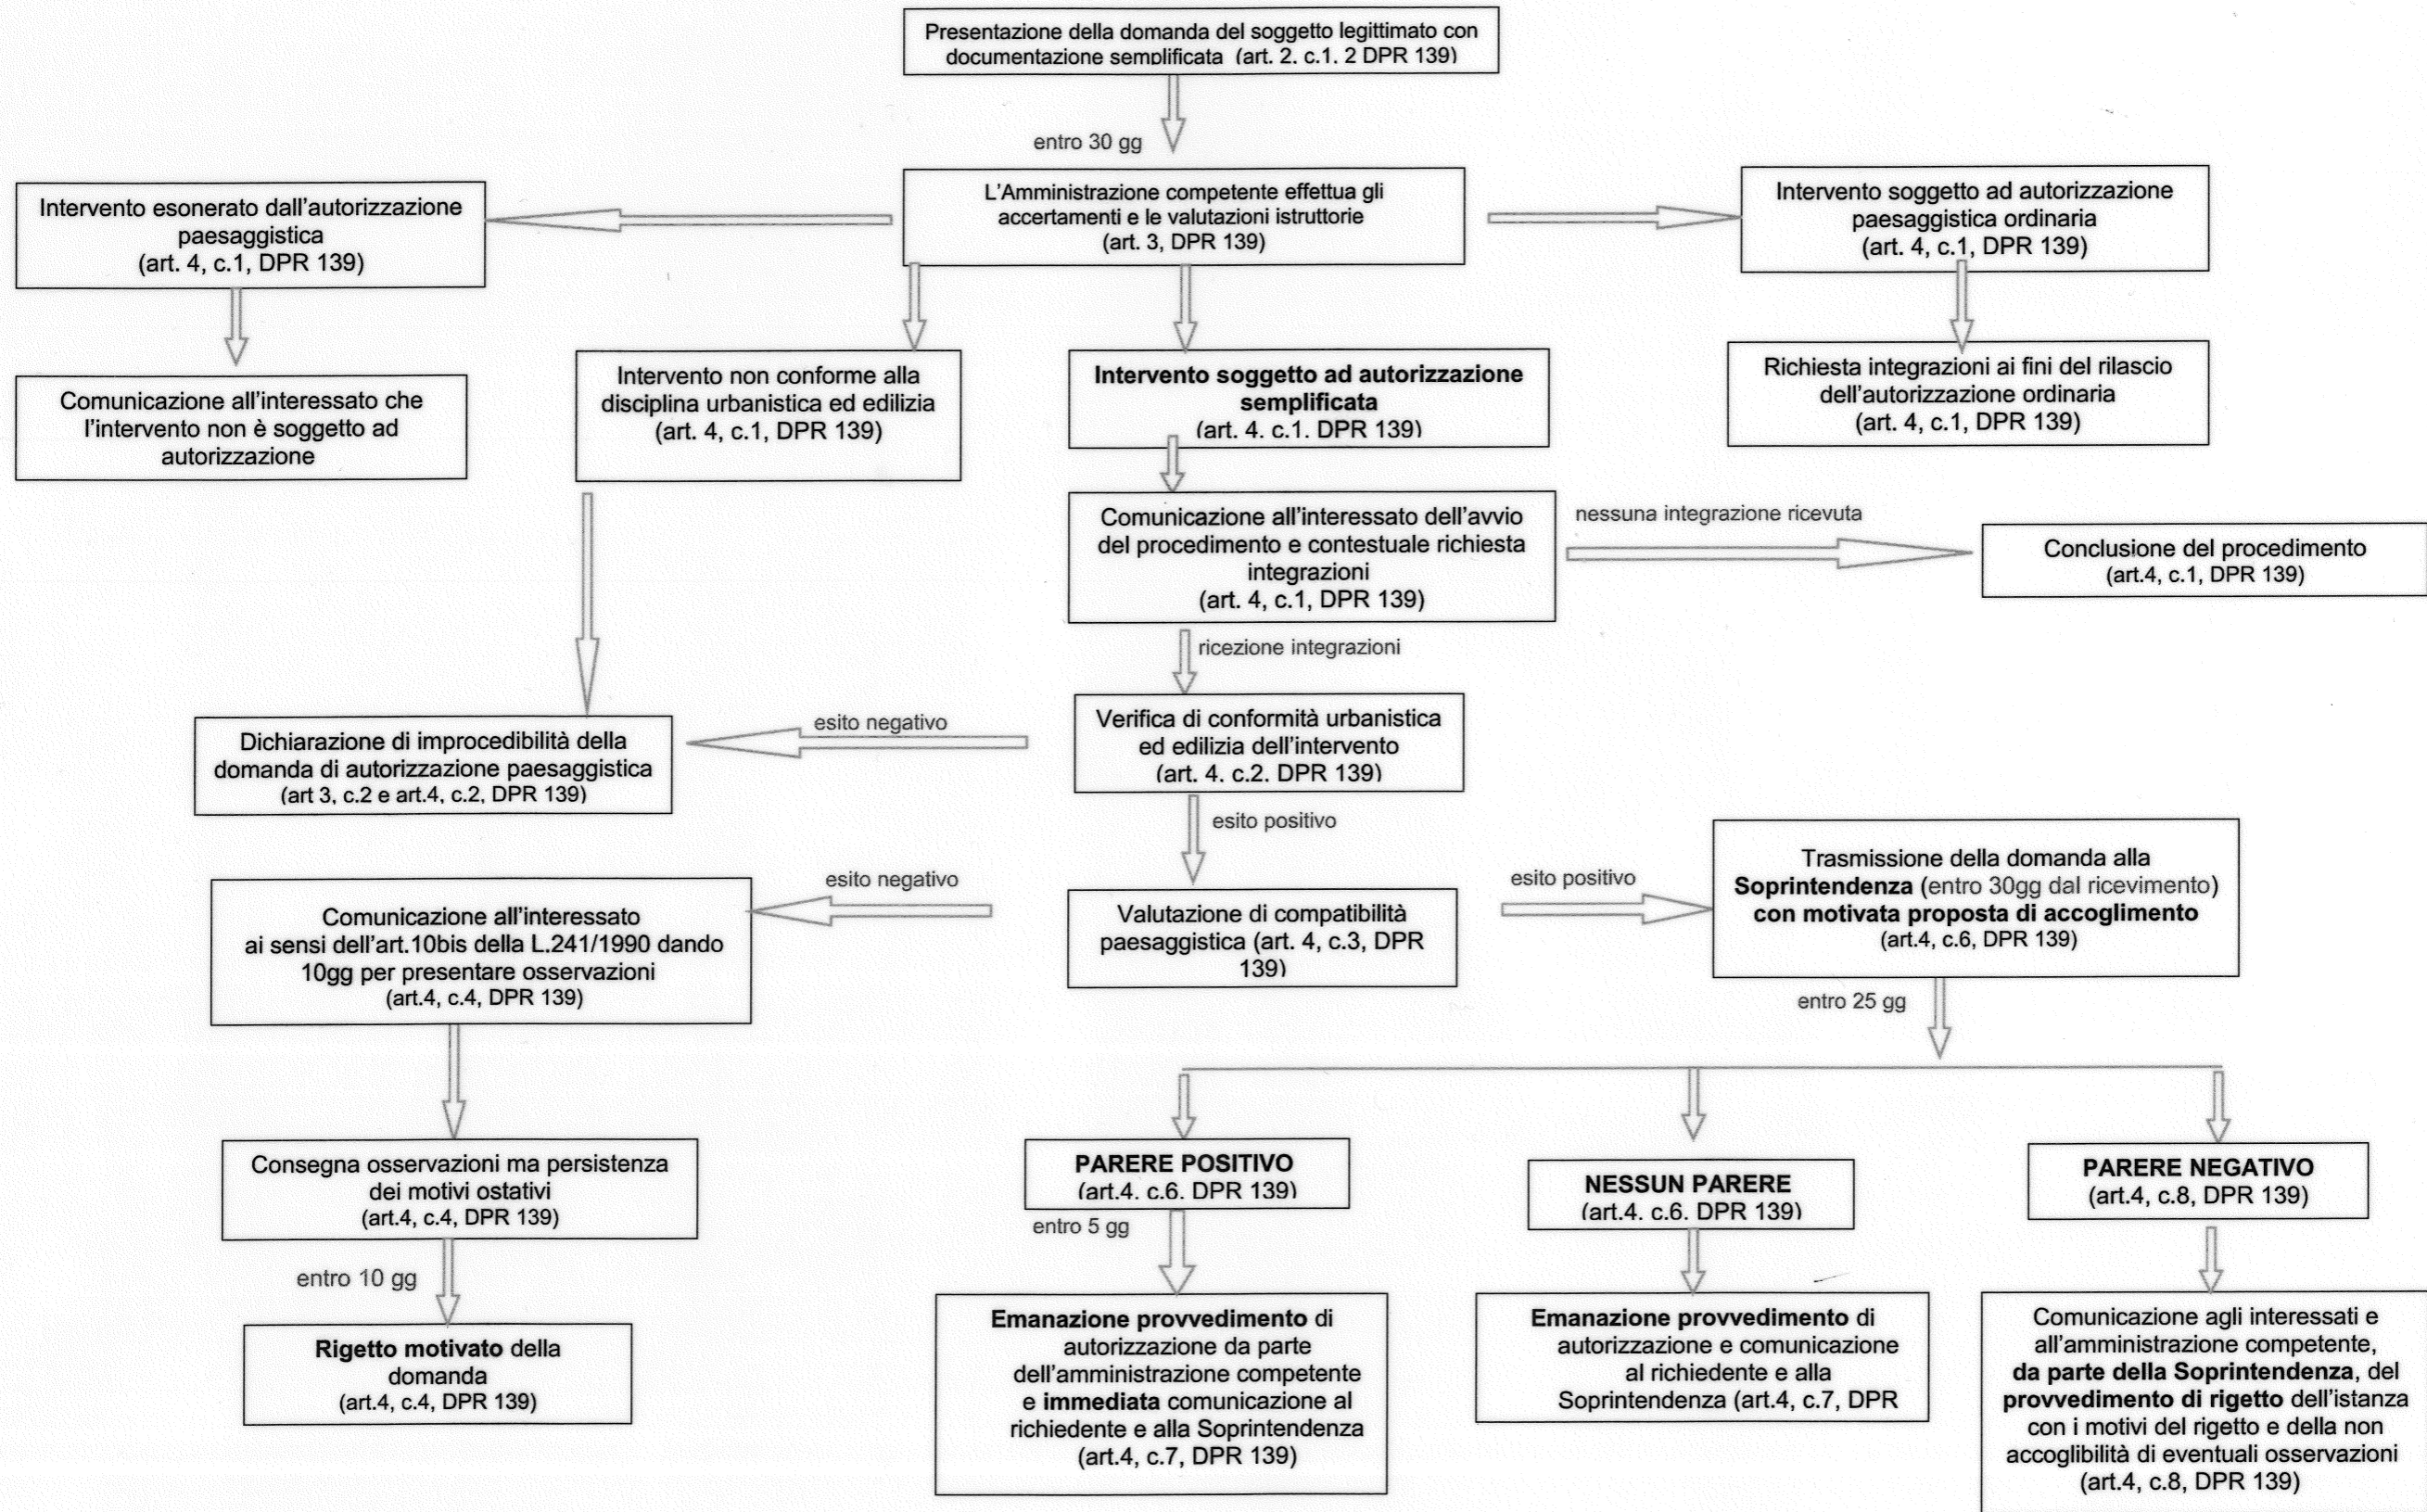 Presentazione della domanda del soggetto legittimato con
documentazione semplificata (art. 2. c.1. 2 DPR 139)
entro 30 gg
Intervento esonerato dall'autorizzazione
paesaggistica
(art. 4, c.1, DPR 139)
L'Amministrazione competente effettua gli
accertamenti e le valutazioni istruttorie
(art. 3, DPR 139)
Intervento soggetto ad autorizzazione
paesaggistica ordinaria
(art. 4, c.1, DPR 139)
Comunicazione all'interessato che
l'intervento non è soggetto ad
autorizzazione
Intervento non conforme alla
disciplina urbanistica ed edilizia
(art. 4, c.1, DPR 139)
Intervento soggetto ad autorizzazione
semplificata
(art. 4. c.1. DPR 139)
Richiesta integrazioni ai fini del rilascio
dell'autorizzazione ordinaria
(art. 4, c.1, DPR 139)
Comunicazione all'interessato dell'avvio
del procedimento e contestuale richiesta
integrazioni
(art. 4, c.1, DPR 139)
nessuna integrazione ricevuta
Conclusione del procedimento
(art.4, c.1, DPR 139)
ricezione integrazioni
Dichiarazione di improcedibilità della
domanda di autorizzazione paesaggistica
(art 3, c.2 e art.4, c.2, DPR 139)
esito negativo
Verifica di conformità urbanistica
ed edilizia dell'intervento
(art. 4. c.2. DPR 139)
esito positivo
Comunicazione all'interessato
ai sensi dell'art.10bis della L.241/1990 dando
10gg per presentare osservazioni
(art.4, c.4, DPR 139)
esito negativo
Valutazione di compatibilità
paesaggistica (art. 4, c.3, DPR
139)
esito positivo
Trasmissione della domanda alla
Soprintendenza (entro 30gg dal ricevimento)
con motivata proposta di accoglimento
(art.4, c.6, DPR 139)
entro 25 gg
Consegna osservazioni ma persistenza
dei motivi ostativi
(art.4, c.4, DPR 139)
entro 10 gg
Rigetto motivato della
domanda
(art.4, c.4, DPR 139)
PARERE POSITIVO
(art.4. c.6. DPR 139)
entro 5 gg
Emanazione provvedimento di
autorizzazione da parte
dell'amministrazione competente
e immediata comunicazione al
richiedente e alla Soprintendenza
(art.4, c.7, DPR 139)
NESSUN PARERE
(art.4. c.6. DPR 139)
Emanazione provvedimento di
autorizzazione e comunicazione
al richiedente e alla
Soprintendenza (art.4, c.7, DPR
PARERE NEGATIVO
(art.4, c.8, DPR 139)
Comunicazione agli interessati e
all'amministrazione competente,
da parte della Soprintendenza, del
provvedimento di rigetto dell'istanza
con i motivi del rigetto e della non
accoglibilità di eventuali osservazioni
(art.4, c.8, DPR 139)